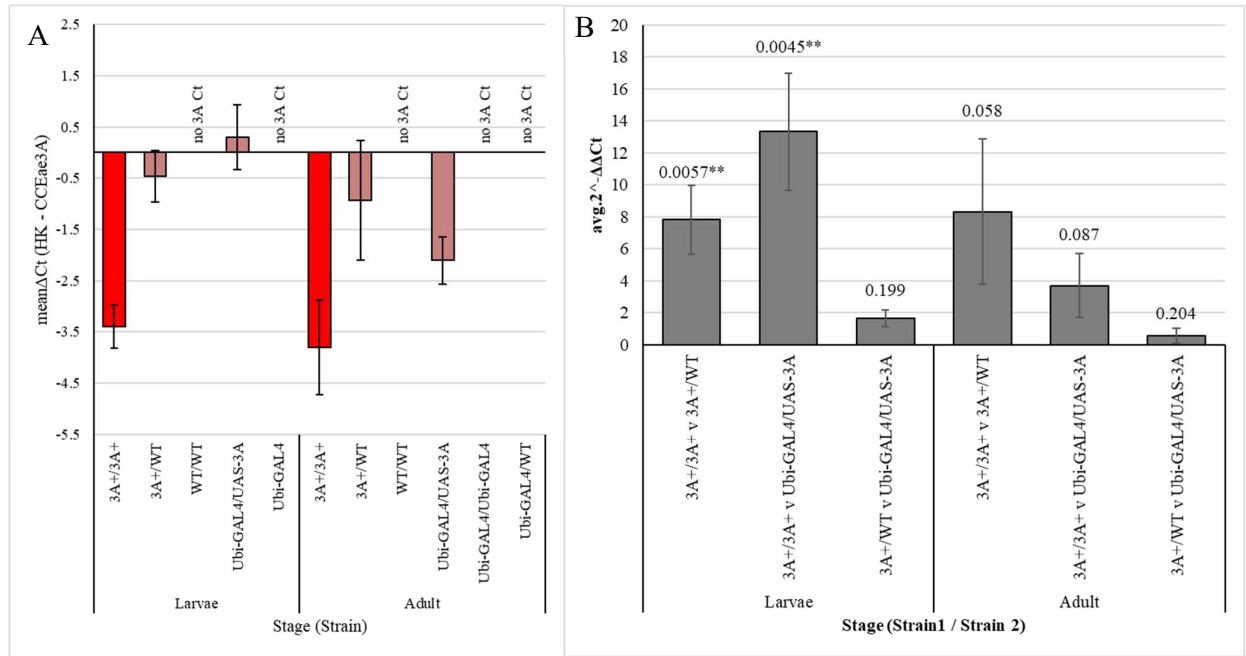 A
2.5
1.5
0.5
-0.5
-1.5
-2.5
-3.5
-4.5
-5.5
meanΔCt (HK - CCEae3A)
no 3A Ct
no 3A Ct
no 3A Ct
no 3A Ct
no 3A Ct
3A+/3A+
3A+/WT
WT/WT
Ubi-GAL4/UAS-3A
Ubi-GAL4
3A+/3A+
3A+/WT
WT/WT
Ubi-GAL4/UAS-3A
Ubi-GAL4/Ubi-GAL4
Ubi-GAL4/WT
Larvae
Adult
Stage (Strain)
B
20
18
16
14
12
10
8
6
4
2
0
avg.2^-ΔΔCt
0.0057**
0.0045**
0.199
0.058
0.087
0.204
3A+/3A+ v 3A+/WT
3A+/3A+ v Ubi-GAL4/UAS-3A
3A+/WT v Ubi-GAL4/UAS-3A
3A+/3A+ v 3A+/WT
3A+/3A+ v Ubi-GAL4/UAS-3A
3A+/WT v Ubi-GAL4/UAS-3A
Larvae
Adult
Stage (Strain1 / Strain 2)